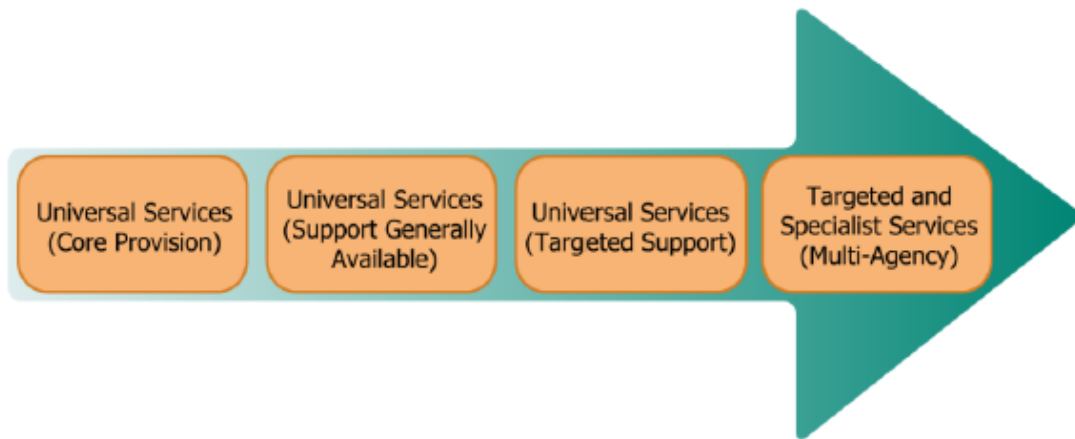 Universal Services
(Core Provision)
Universal Services
(Support Generally
Available)
Universal Services
(Targeted Support)
Targeted and
Specialist Services
(Multi-Agency)